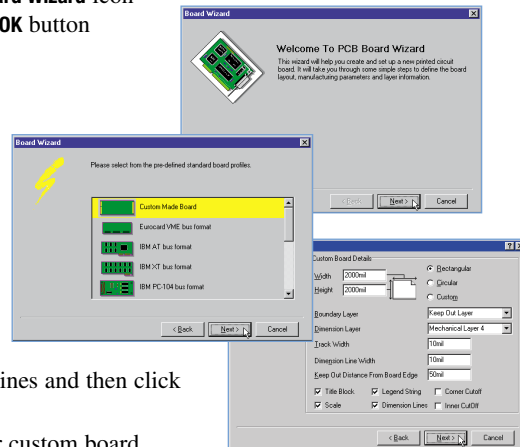 rd Wizard icon
OK button
Board Wizard
Welcome To PCB Board Wizard
This wizard will help you create and set up a new printed circuit
board. It will take you through some simple steps to define the board
layout, manufacturing parameters and layer information.
< Back Next > Cancel
Board Wizard
Please select from the pre-defined standard board profiles.
Custom Made Board
Eurocard VME bus format
IBM AT bus format
IBM XT bus format
IBM PC-104 bus format
< Back Next > Cancel
Custom Board Details
Width 2000mil
Height 2000mil
Rectangular
Circular
Custom
Boundary Layer Keep Out Layer
Dimension Layer Mechanical Layer 4
Track Width 10mil
Dimension Line Width 10mil
Keep Out Distance From Board Edge 50mil
Title Block Legend String Corner Cutoff
Scale Dimension Lines Inner CutOff
< Back Next > Cancel
ines and then click
r custom board